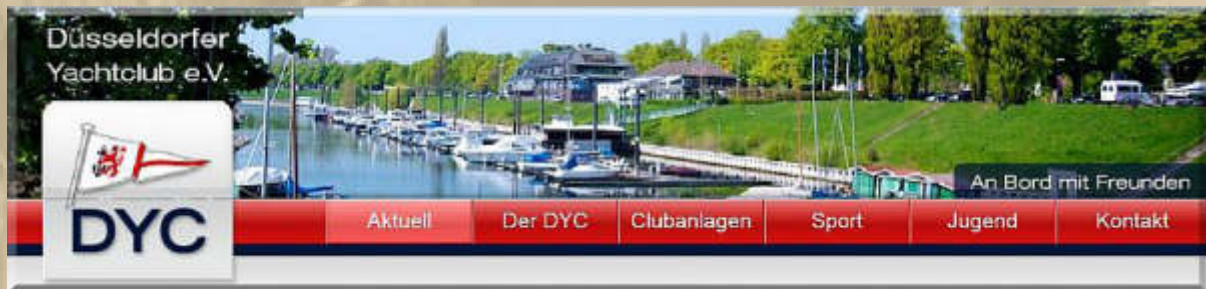 Düsseldorfer
Yachtclub e.V.
DYC
An Bord mit Freunden
Aktuell
Der DYC
Clubanlagen
Sport
Jugend
Kontakt